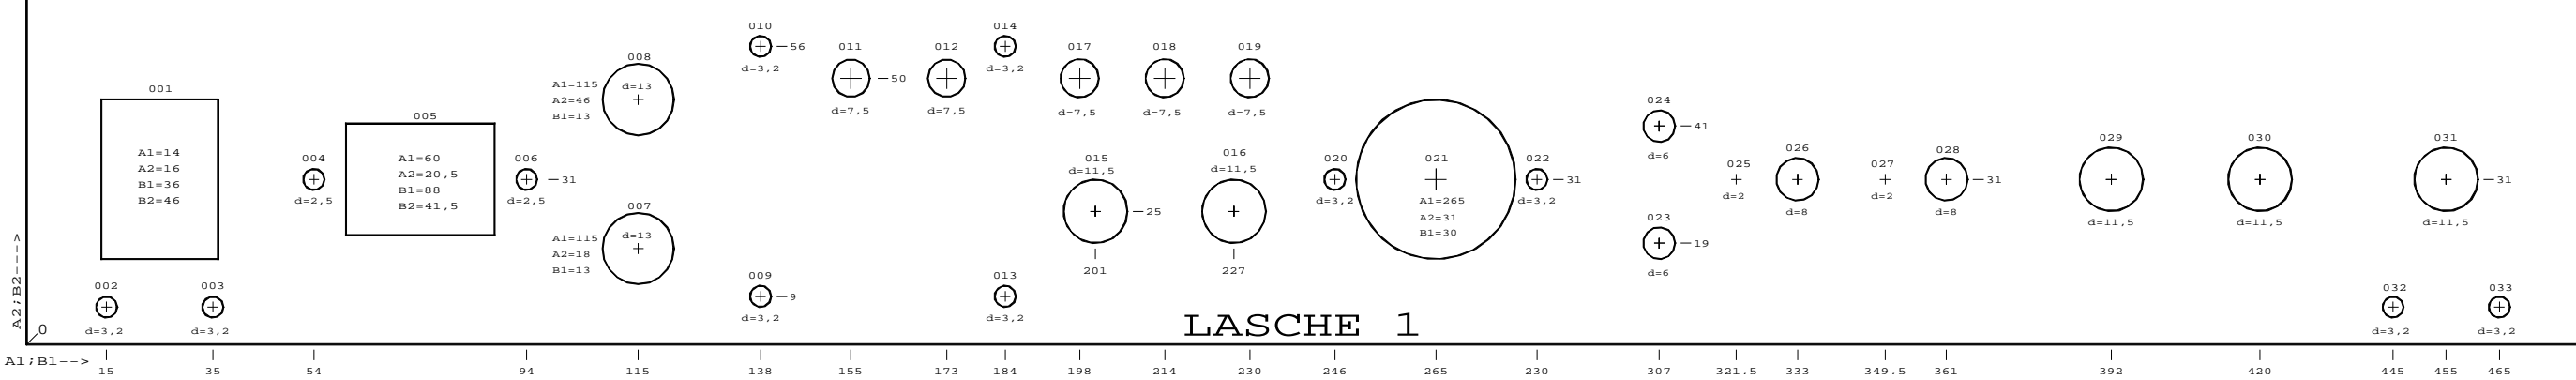 010
014
56
011
012
017
018
019
008
d=3,2
d=3,2
50
A1=115
d=13
A2=46
B1=13
001
d=7,5
d=7,5
d=7,5
d=7,5
d=7,5
024
005
41
029
030
031
A1=14
A2=16
B1=36
B2=46
004
A1=60
A2=20,5
B1=88
B2=41,5
006
015
d=11,5
016
d=11,5
020
021
022
d=6
025
026
027
028
31
31
31
31
d=2,5
d=2,5
d=3,2
A1=265
A2=31
B1=30
d=3,2
d=2
d=8
d=2
d=8
007
25
023
d=11,5
d=11,5
d=11,5
A1=115
d=13
A2=18
B1=13
19
201
227
d=6
009
013
002
003
032
033
9
d=3,2
d=3,2
d=3,2
d=3,2
d=3,2
d=3,2
LASCHE 1
A2;B2--->
0
A1;B1-->
15
35
54
94
115
138
155
173
184
198
214
230
246
265
230
307
321.5
333
349.5
361
392
420
445
455
465